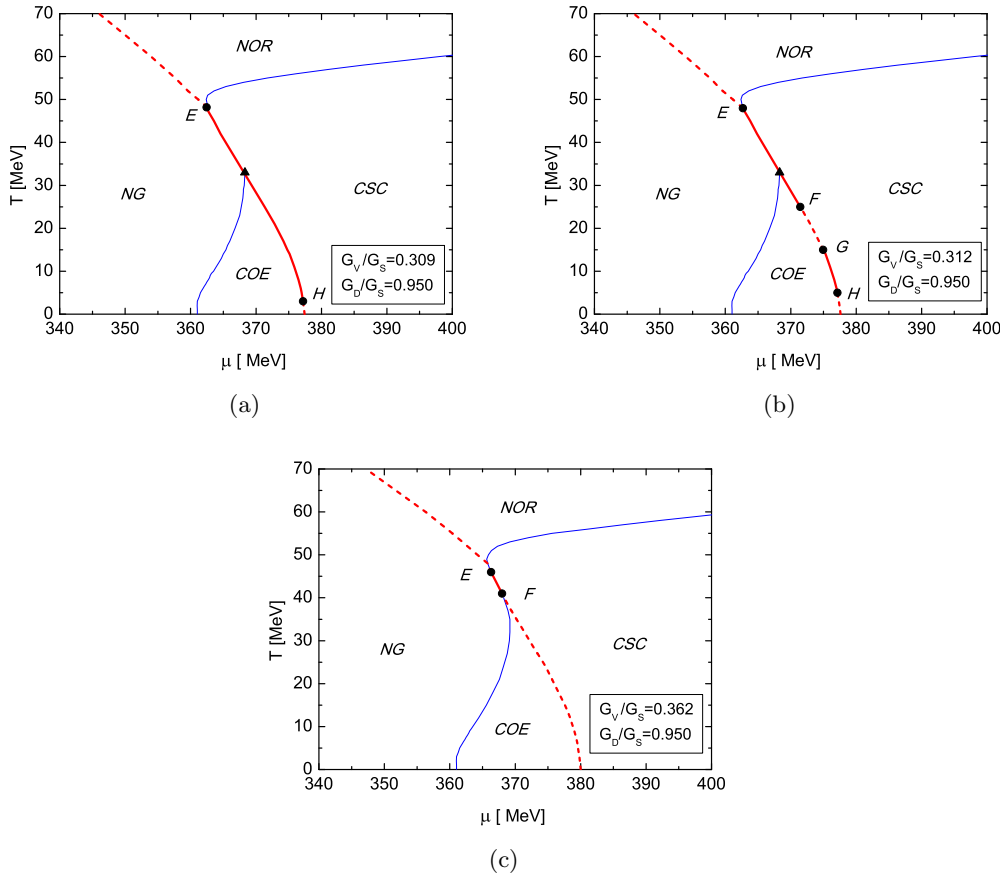 70
60
50
40
30
20
10
0
T [MeV]
NOR
E
NG
CSC
COE
H
G_V/G_S=0.309
G_D/G_S=0.950
340 350 360 370 380 390 400
μ [ MeV]
(a)
70
60
50
40
30
20
10
0
T [MeV]
NOR
E
NG
CSC
F
G
COE
H
G_V/G_S=0.312
G_D/G_S=0.950
340 350 360 370 380 390 400
μ [ MeV]
(b)
70
60
50
40
30
20
10
0
T [MeV]
NOR
E
F
NG
CSC
COE
G_V/G_S=0.362
G_D/G_S=0.950
340 350 360 370 380 390 400
μ [ MeV]
(c)